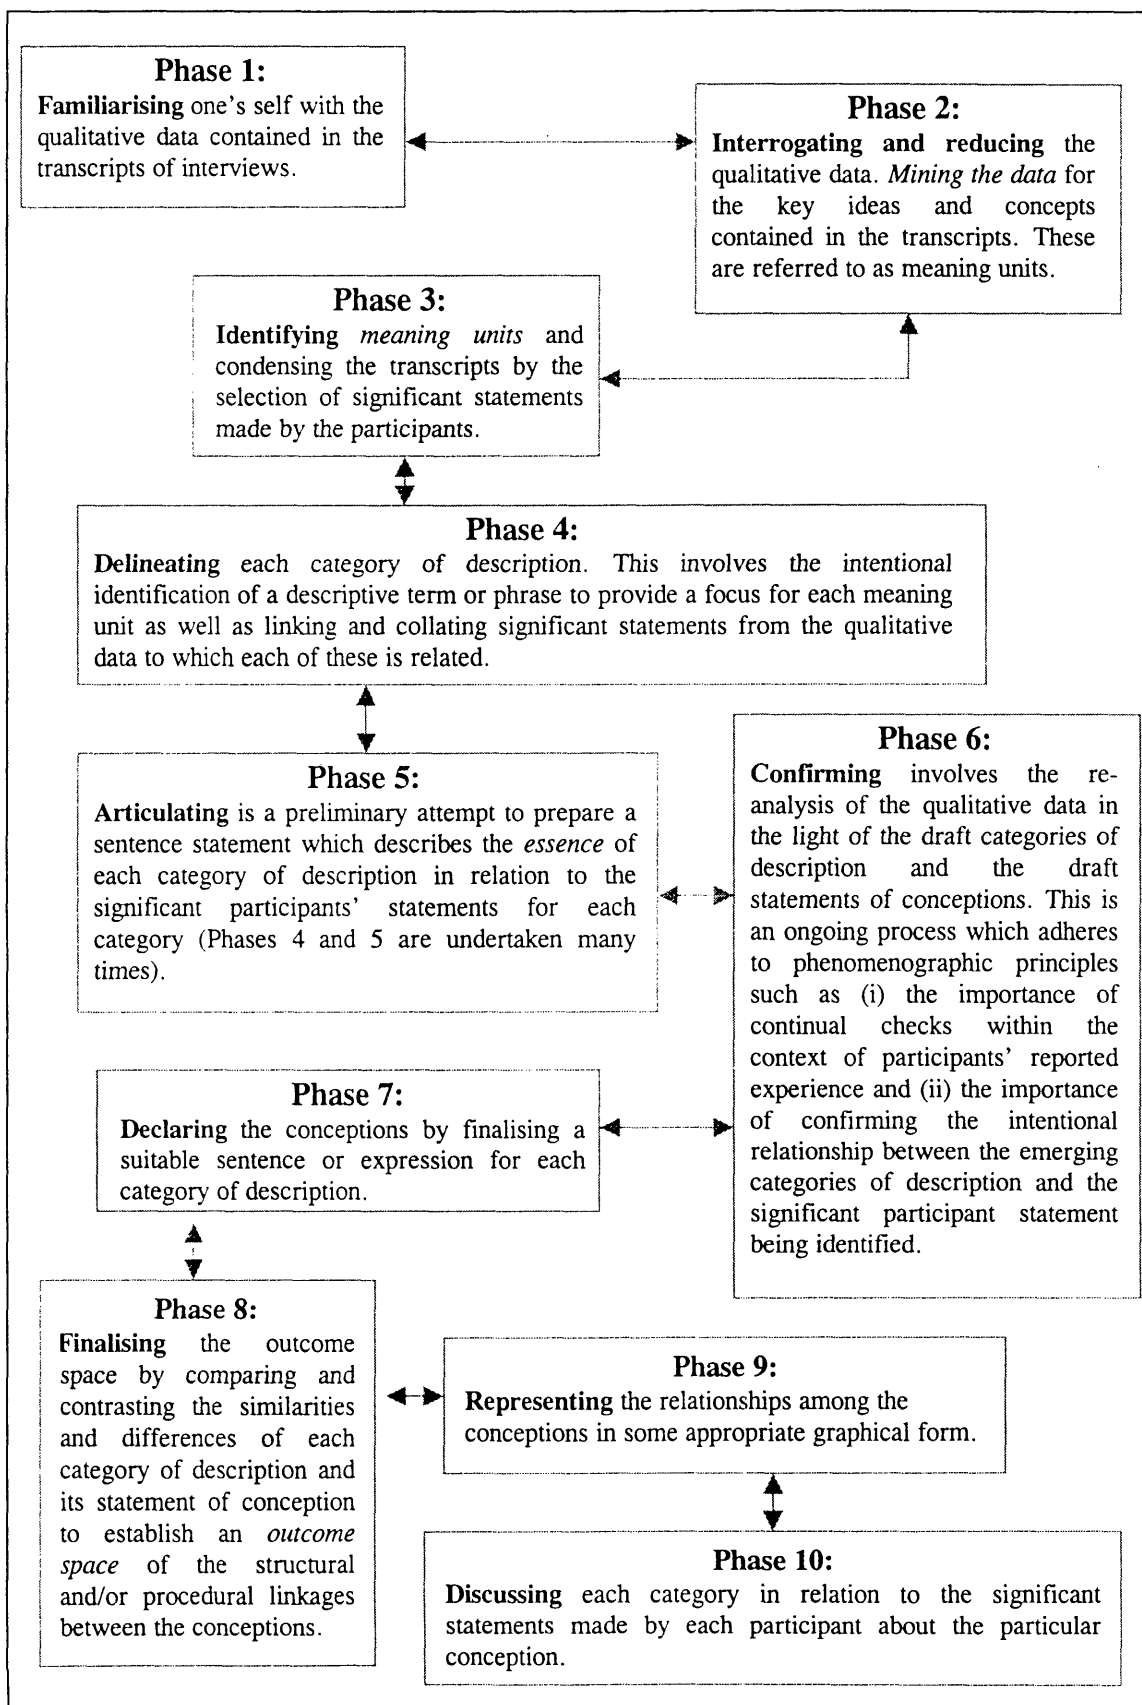 Phase 1:
Familiarising one's self with the
qualitative data contained in the
transcripts of interviews.
Phase 2:
Interrogating and reducing the
qualitative data. Mining the data for
the key ideas and concepts
contained in the transcripts. These
are referred to as meaning units.
Phase 3:
Identifying meaning units and
condensing the transcripts by the
selection of significant statements
made by the participants.
Phase 4:
Delineating each category of description. This involves the intentional
identification of a descriptive term or phrase to provide a focus for each meaning
unit as well as linking and collating significant statements from the qualitative
data to which each of these is related.
Phase 5:
Articulating is a preliminary attempt to prepare a
sentence statement which describes the essence of
each category of description in relation to the
significant participants' statements for each
category (Phases 4 and 5 are undertaken many
times).
Phase 6:
Confirming involves the re-
analysis of the qualitative data in
the light of the draft categories of
description and the draft
statements of conceptions. This is
an ongoing process which adheres
to phenomenographic principles
such as (i) the importance of
continual checks within the
context of participants' reported
experience and (ii) the importance
of confirming the intentional
relationship between the emerging
categories of description and the
significant participant statement
being identified.
Phase 7:
Declaring the conceptions by finalising a
suitable sentence or expression for each
category of description.
Phase 8:
Finalising the outcome
space by comparing and
contrasting the similarities
and differences of each
category of description and
its statement of conception
to establish an outcome
space of the structural
and/or procedural linkages
between the conceptions.
Phase 9:
Representing the relationships among the
conceptions in some appropriate graphical form.
Phase 10:
Discussing each category in relation to the significant
statements made by each participant about the particular
conception.